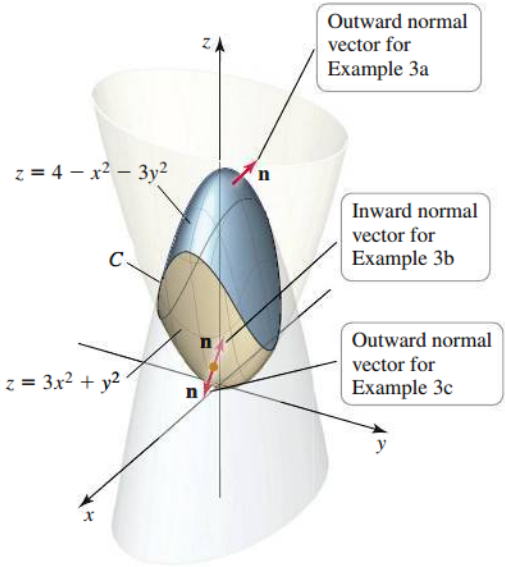 Outward normal
vector for
Example 3a
z
z = 4 − x² − 3y²
n
Inward normal
vector for
Example 3b
C
n
Outward normal
vector for
Example 3c
z = 3x² + y²
n
y
x